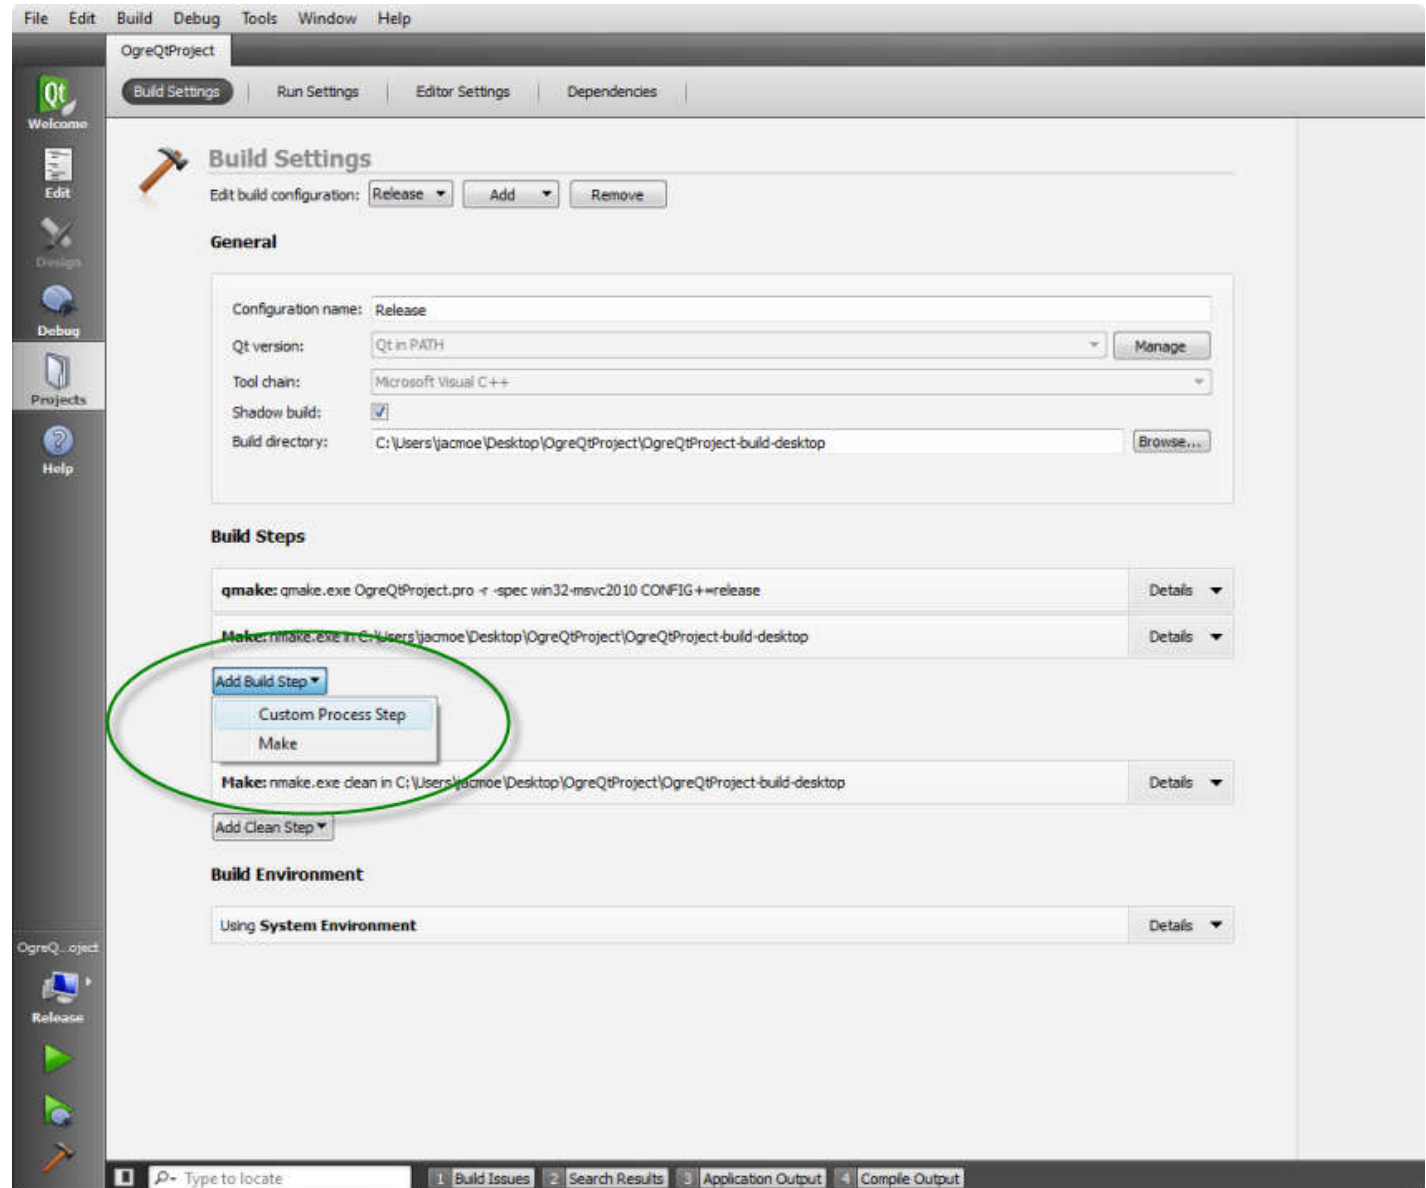 File Edit Build Debug Tools Window Help
OgreQtProject
Build Settings Run Settings Editor Settings Dependencies
Qt
Welcome
Edit
Design
Debug
Projects
Help
Build Settings
Edit build configuration: Release Add Remove
General
Configuration name: Release
Qt version: Qt in PATH Manage
Tool chain: Microsoft Visual C++
Shadow build:
Build directory: C:\Users\jacmoe\Desktop\OgreQtProject\OgreQtProject-build-desktop Browse...
Build Steps
qmake: qmake.exe OgreQtProject.pro -r -spec win32-msvc2010 CONFIG+=release Details
Make: nmake.exe in C:\Users\jacmoe\Desktop\OgreQtProject\OgreQtProject-build-desktop Details
Add Build Step
Custom Process Step
Make
Make: nmake.exe clean in C:\Users\jacmoe\Desktop\OgreQtProject\OgreQtProject-build-desktop Details
Add Clean Step
Build Environment
Using System Environment Details
OgreQ...oject
Release
Type to locate 1 Build Issues 2 Search Results 3 Application Output 4 Compile Output